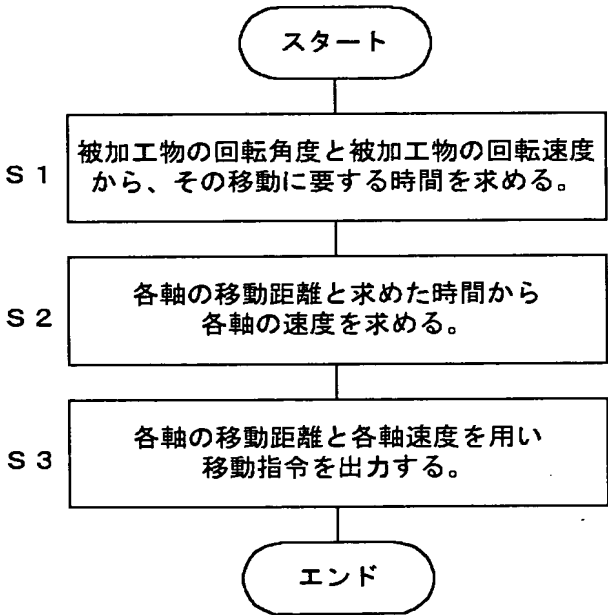 スタート
S1
被加工物の回転角度と被加工物の回転速度
から、その移動に要する時間を求める。
S2
各軸の移動距離と求めた時間から
各軸の速度を求める。
S3
各軸の移動距離と各軸速度を用い
移動指令を出力する。
エンド